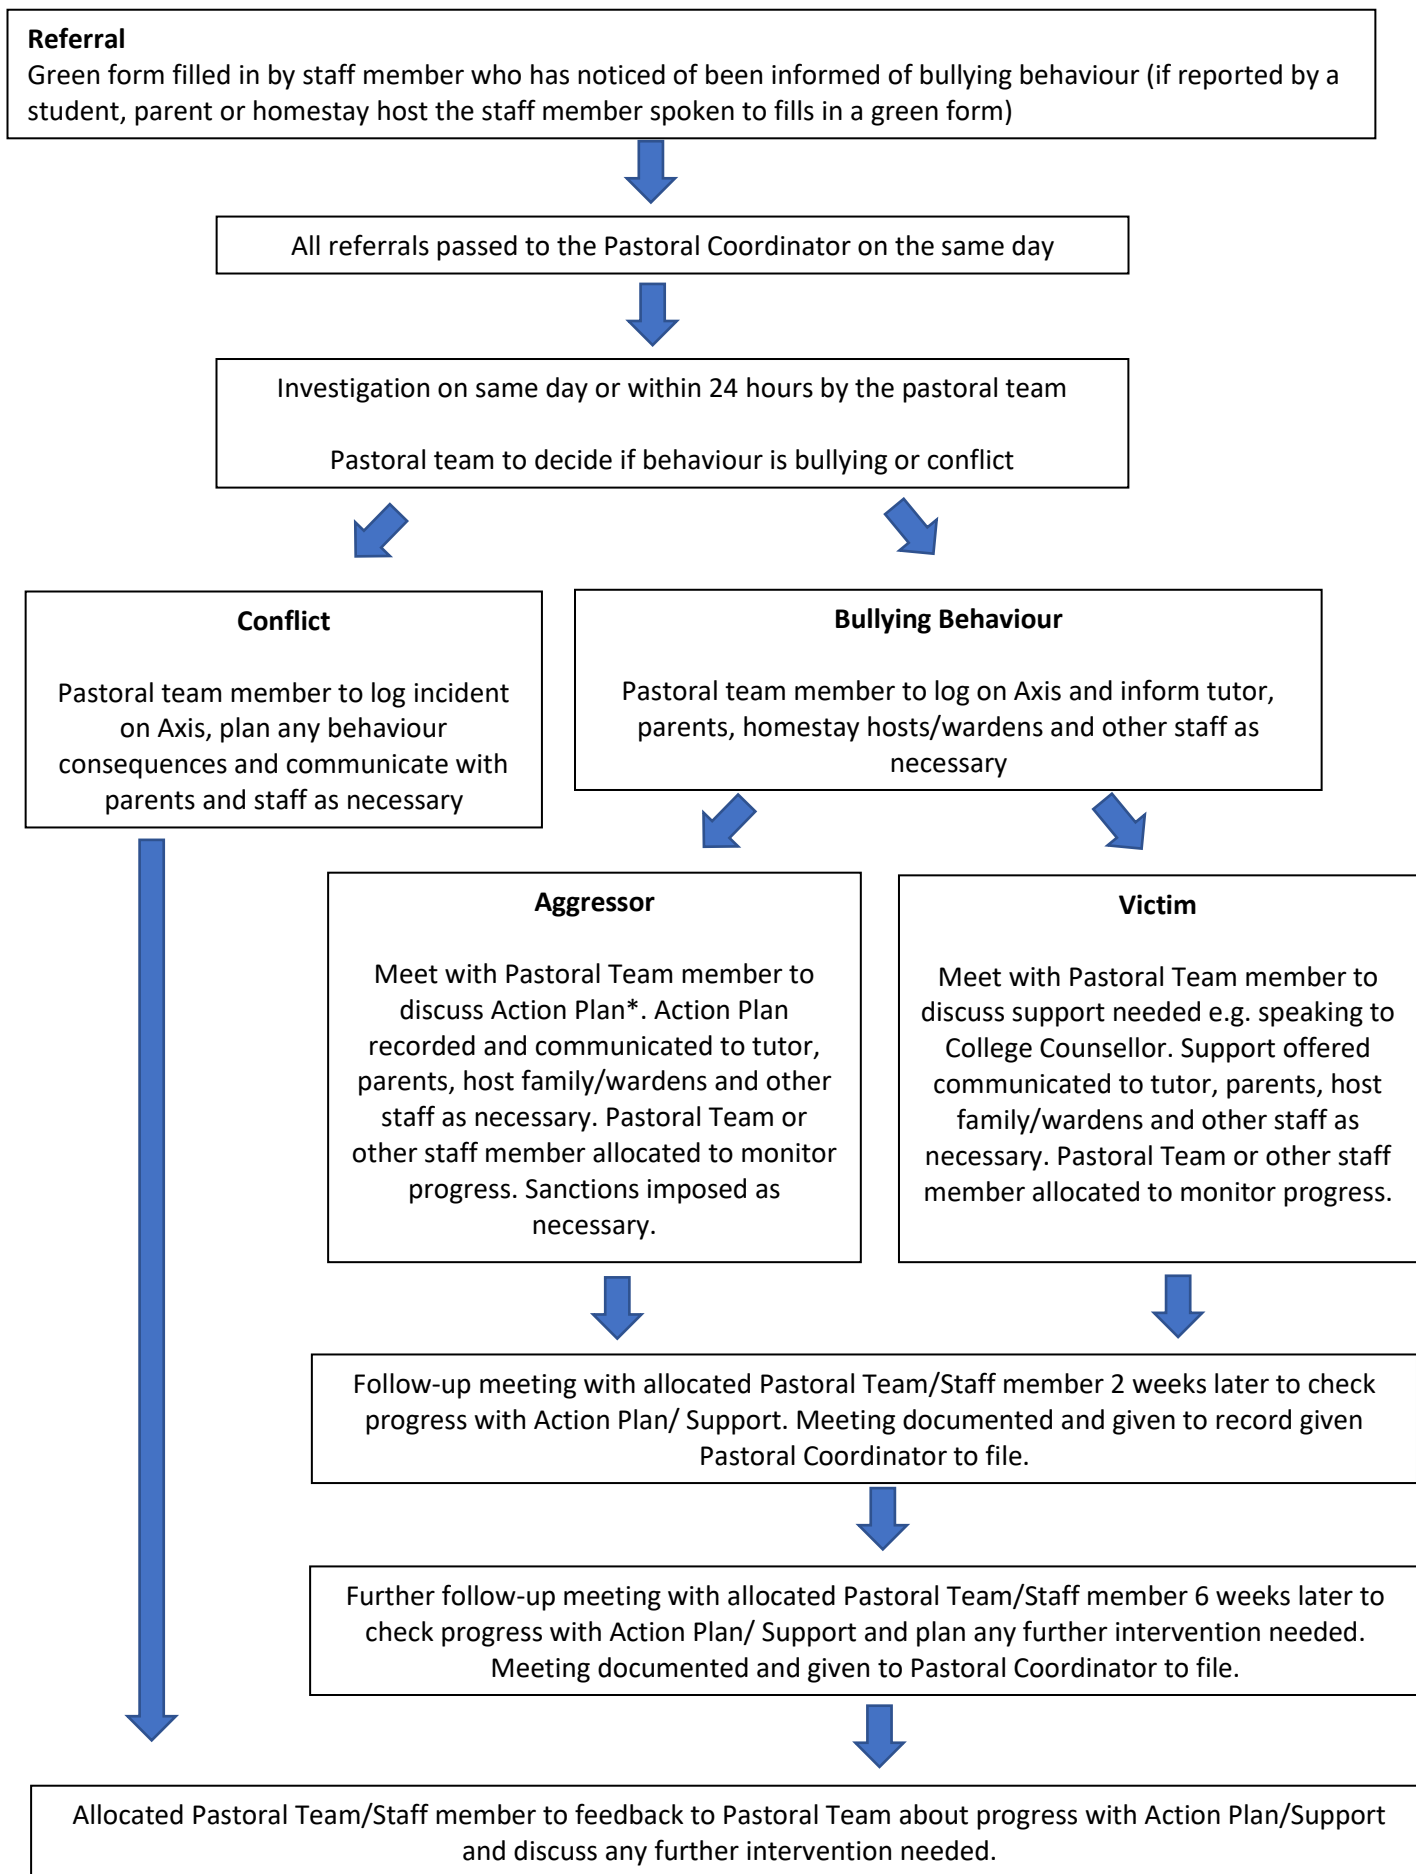 Referral
Green form filled in by staff member who has noticed of been informed of bullying behaviour (if reported by a
student, parent or homestay host the staff member spoken to fills in a green form)
All referrals passed to the Pastoral Coordinator on the same day
Investigation on same day or within 24 hours by the pastoral team
Pastoral team to decide if behaviour is bullying or conflict
Conflict
Pastoral team member to log incident
on Axis, plan any behaviour
consequences and communicate with
parents and staff as necessary
Bullying Behaviour
Pastoral team member to log on Axis and inform tutor,
parents, homestay hosts/wardens and other staff as
necessary
Aggressor
Meet with Pastoral Team member to
discuss Action Plan*. Action Plan
recorded and communicated to tutor,
parents, host family/wardens and other
staff as necessary. Pastoral Team or
other staff member allocated to monitor
progress. Sanctions imposed as
necessary.
Victim
Meet with Pastoral Team member to
discuss support needed e.g. speaking to
College Counsellor. Support offered
communicated to tutor, parents, host
family/wardens and other staff as
necessary. Pastoral Team or other staff
member allocated to monitor progress.
Follow-up meeting with allocated Pastoral Team/Staff member 2 weeks later to check
progress with Action Plan/ Support. Meeting documented and given to record given
Pastoral Coordinator to file.
Further follow-up meeting with allocated Pastoral Team/Staff member 6 weeks later to
check progress with Action Plan/ Support and plan any further intervention needed.
Meeting documented and given to Pastoral Coordinator to file.
Allocated Pastoral Team/Staff member to feedback to Pastoral Team about progress with Action Plan/Support
and discuss any further intervention needed.